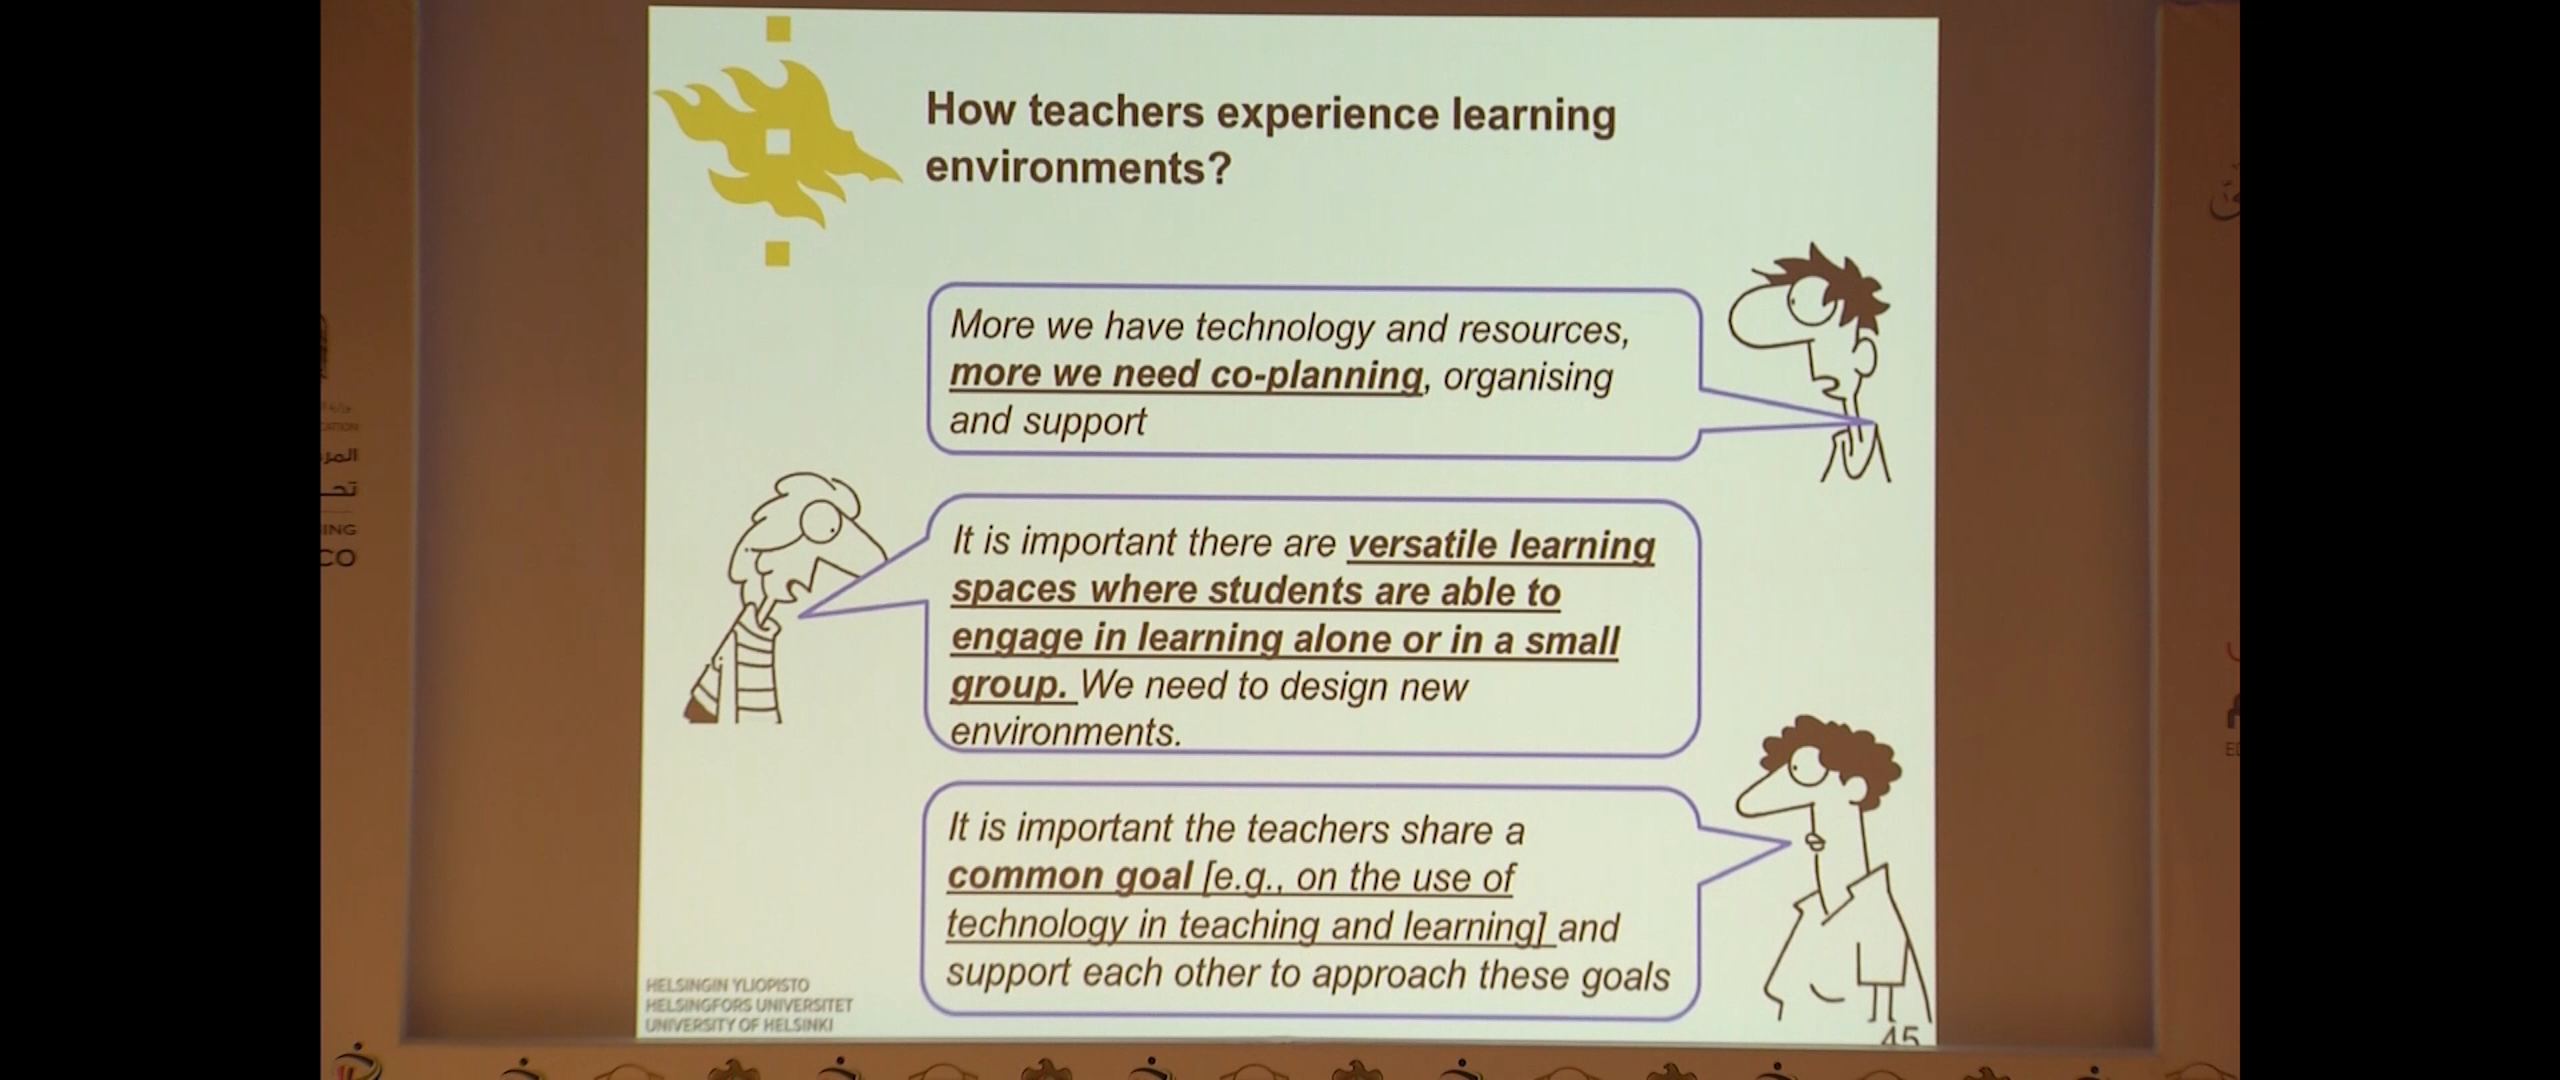 How teachers experience learning
environments?
More we have technology and resources,
more we need co-planning, organising
and support
It is important there are versatile learning
spaces where students are able to
engage in learning alone or in a small
group. We need to design new
environments.
It is important the teachers share a
common goal [e.g., on the use of
technology in teaching and learning] and
support each other to approach these goals
HELSINGIN YLIOPISTO
HELSINGFORS UNIVERSITET
UNIVERSITY OF HELSINKI
45